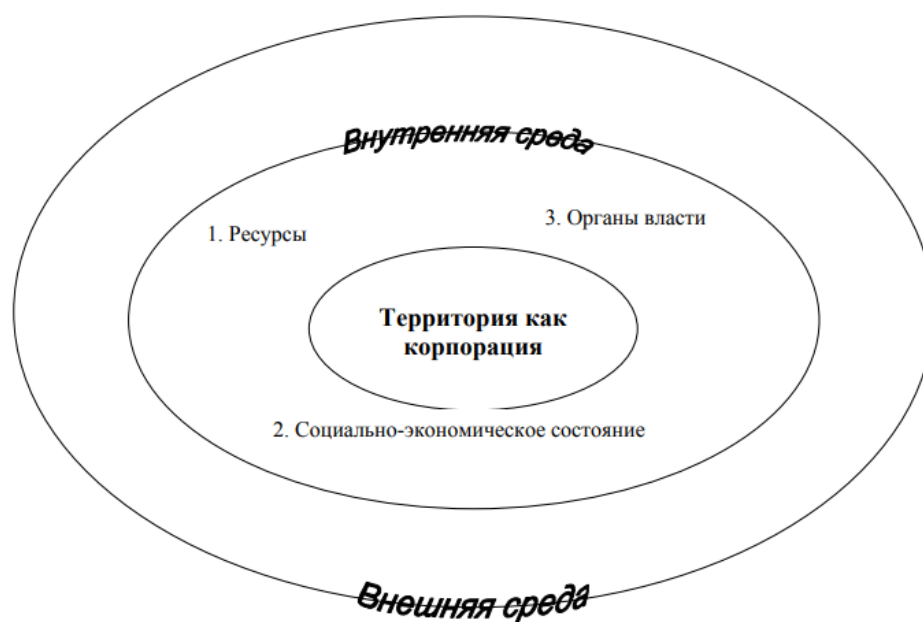 Внутренняя среда
3. Органы власти
1. Ресурсы
Территория как
корпорация
2. Социально-экономическое состояние
Внешняя среда